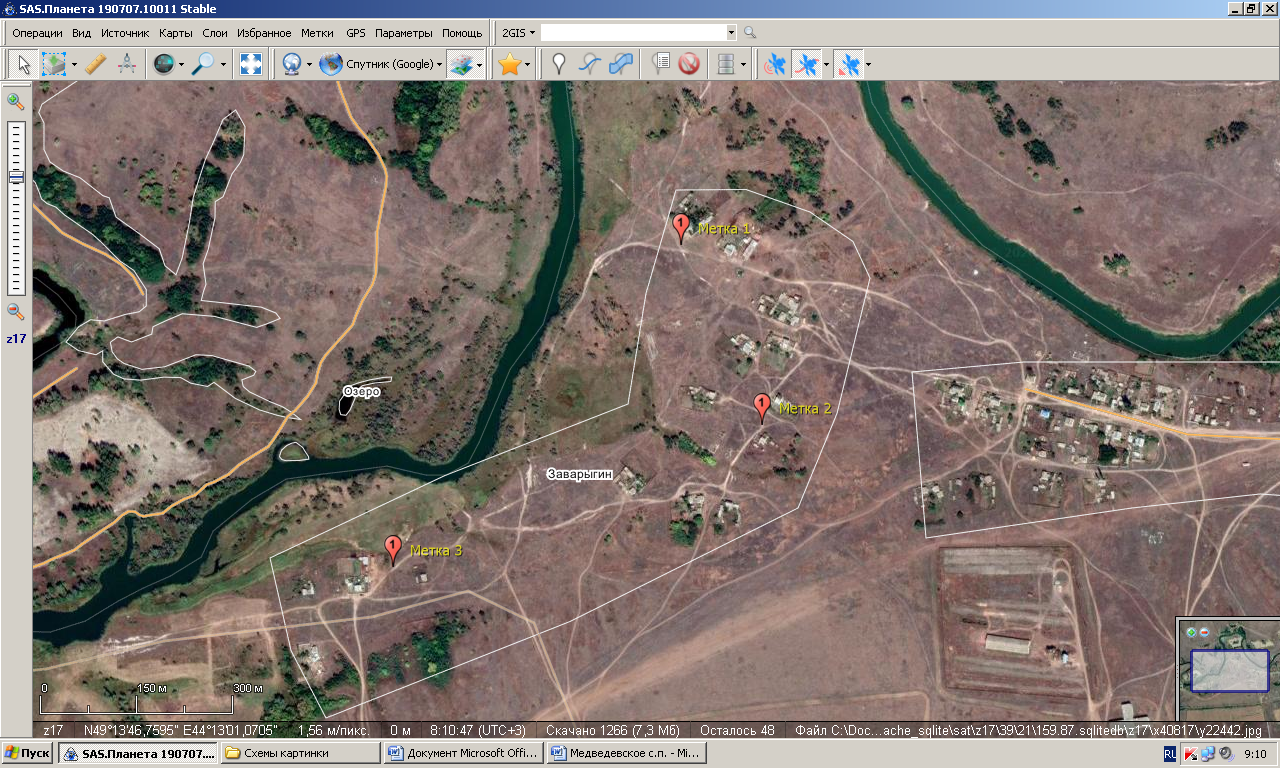 SAS.Планета 190707.10011 Stable
Операции Вид Источник Карты Слои Избранное Метки GPS Параметры Помощь 2GIS
Спутник (Google)
z17
Метка 1
Озеро
Метка 2
Заварыгин
Метка 3
0 150 м 300 м
z17 N49°13'46,7595" E44°13'01,0705" 1,56 м/пикс. 0 м 8:10:47 (UTC+3) Скачано 1266 (7,3 Мб) Осталось 48 Файл C:\Doc...ache_sqlite\sat\z17\39\21\159.87.sqlitedb\z17\x40817\y22442.jpg
Пуск SAS.Планета 190707.... Схемы картинки Документ Microsoft Offi... Медведевское с.п. - Mi... RL 9:10